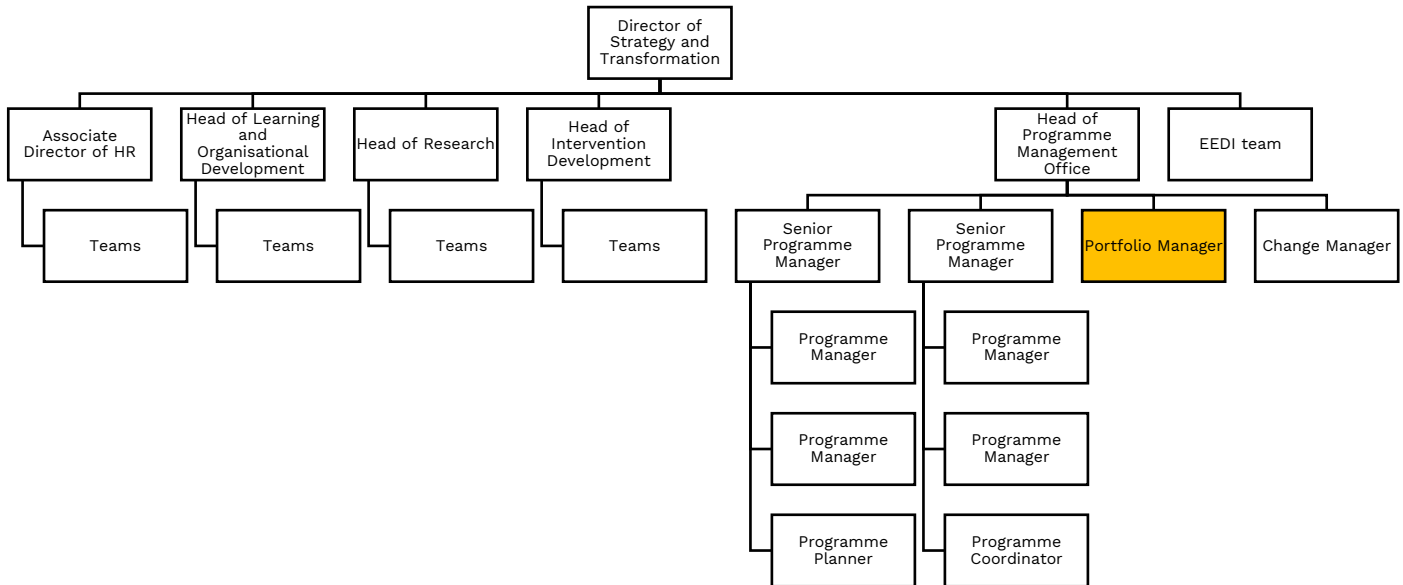 Director of
Strategy and
Transformation
Associate
Director of HR
Head of Learning
and
Organisational
Development
Head of Research
Head of
Intervention
Development
Head of
Programme
Management
Office
EEDI team
Teams
Teams
Teams
Teams
Senior
Programme
Manager
Senior
Programme
Manager
Portfolio Manager
Change Manager
Programme
Manager
Programme
Manager
Programme
Manager
Programme
Manager
Programme
Planner
Programme
Coordinator